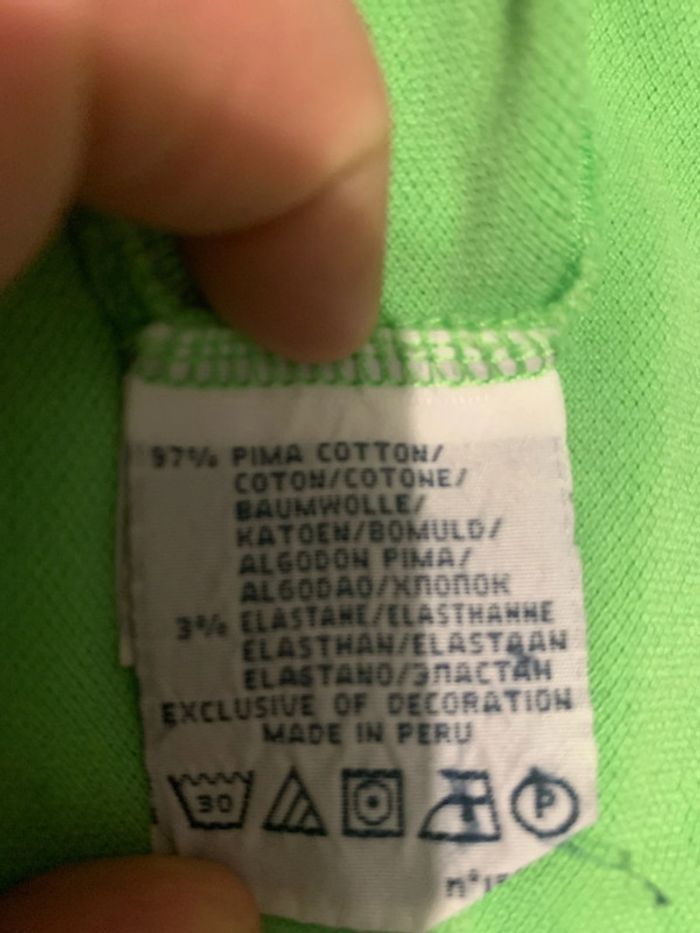 97% PIMA COTTON/
COTON/COTONE/
BAUMWOLLE/
KATOEN/BOMULD/
ALGODON PIMA/
ALGODAO/ХЛОПОК
3% ELASTANE/ELASTHANNE
ELASTHAN/ELASTAAN
ELASTANO/ЭЛАСТАН
EXCLUSIVE OF DECORATION
MADE IN PERU
30 P